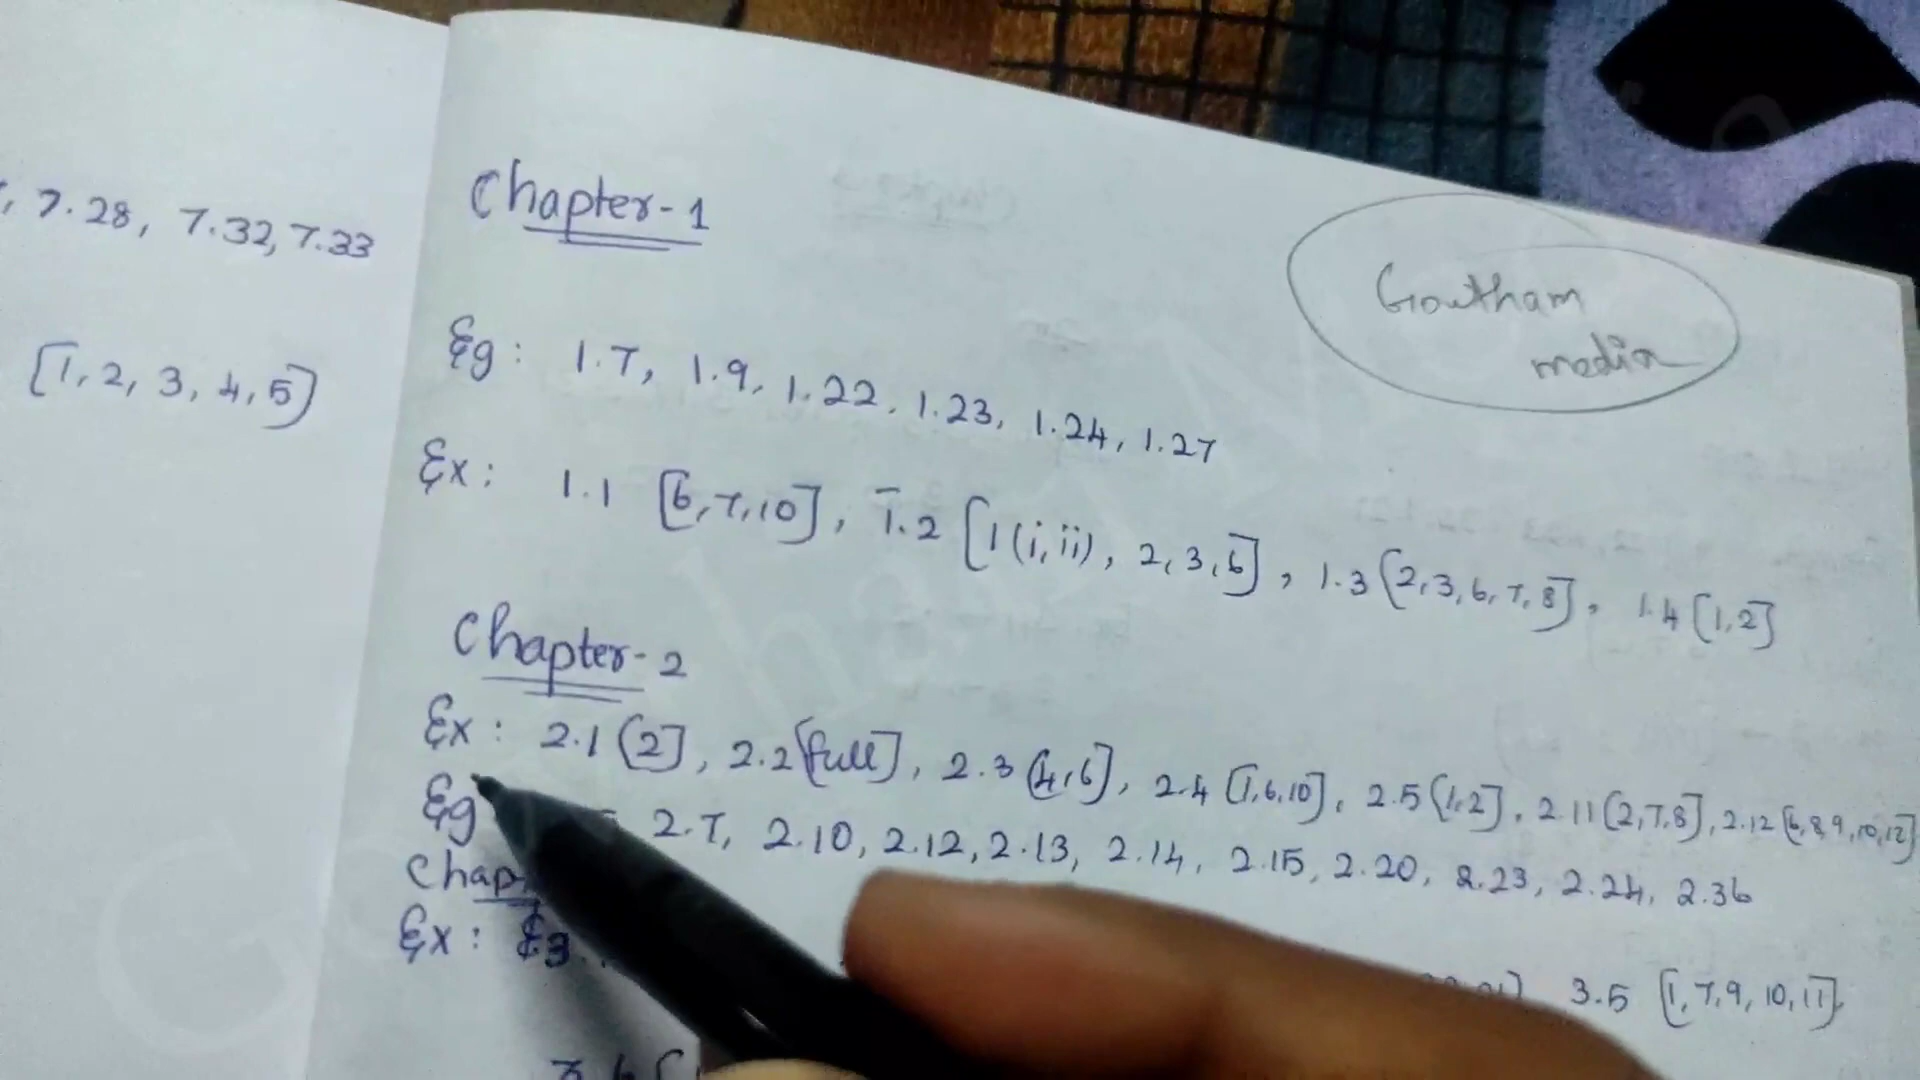 , 7.28, 7.32, 7.33
[1, 2, 3, 4, 5]
Chapter-1
Goutham
media
Eg: 1.7, 1.9, 1.22, 1.23, 1.24, 1.27
Ex: 1.1 [6,7,10], 1.2 [1(i,ii), 2,3,6], 1.3 [2,3,6,7,8], 1.4 [1,2]
Chapter-2
Ex: 2.1 [2], 2.2 [full], 2.3 [4,6], 2.4 [1,6,10], 2.5 [1,2], 2.11 [2,7,8], 2.12 [6,8,9,10,12]
Eg 2.7, 2.10, 2.12, 2.13, 2.14, 2.15, 2.20, 2.23, 2.24, 2.36
Chap
Ex: 3.5 [1,7,9,10,11],